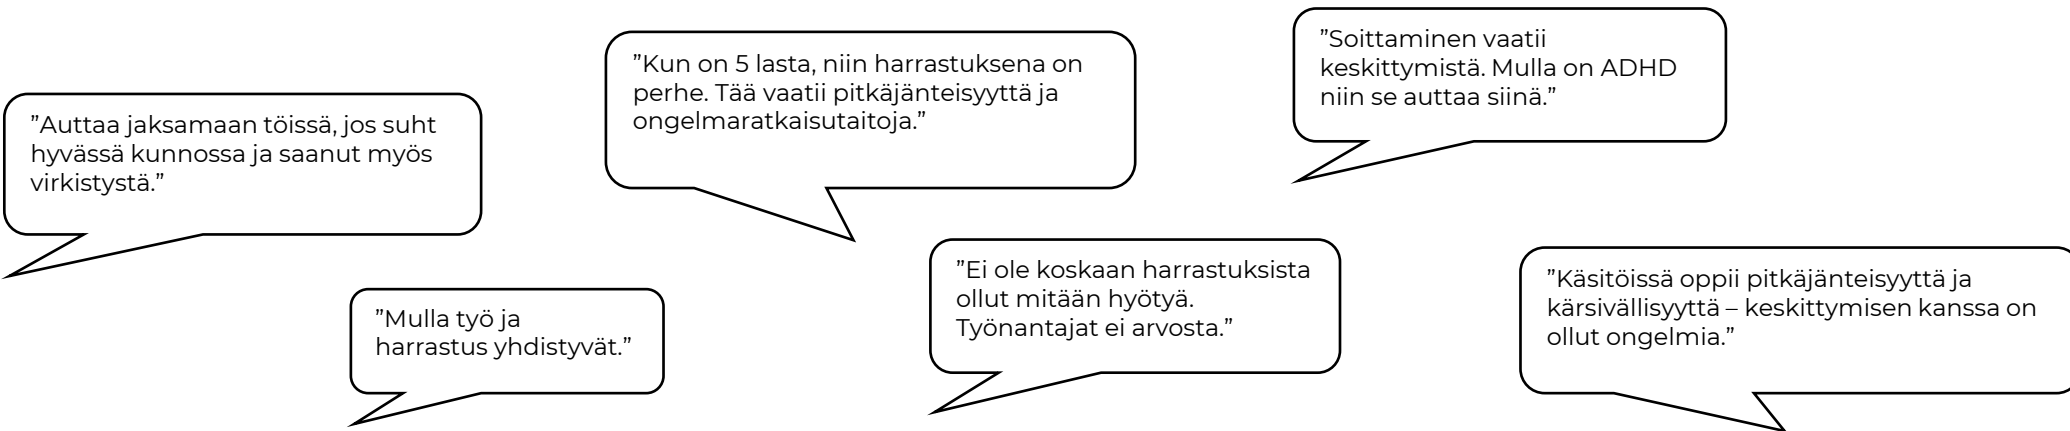 ”Auttaa jaksamaan töissä, jos suht
hyvässä kunnossa ja saanut myös
virkistystä.”
”Kun on 5 lasta, niin harrastuksena on
perhe. Tää vaatii pitkäjänteisyyttä ja
ongelmaratkaisutaitoja.”
”Soittaminen vaatii
keskittymistä. Mulla on ADHD
niin se auttaa siinä.”
”Mulla työ ja
harrastus yhdistyvät.”
”Ei ole koskaan harrastuksista
ollut mitään hyötyä.
Työnantajat ei arvosta.”
”Käsitöissä oppii pitkäjänteisyyttä ja
kärsivällisyyttä – keskittymisen kanssa on
ollut ongelmia.”